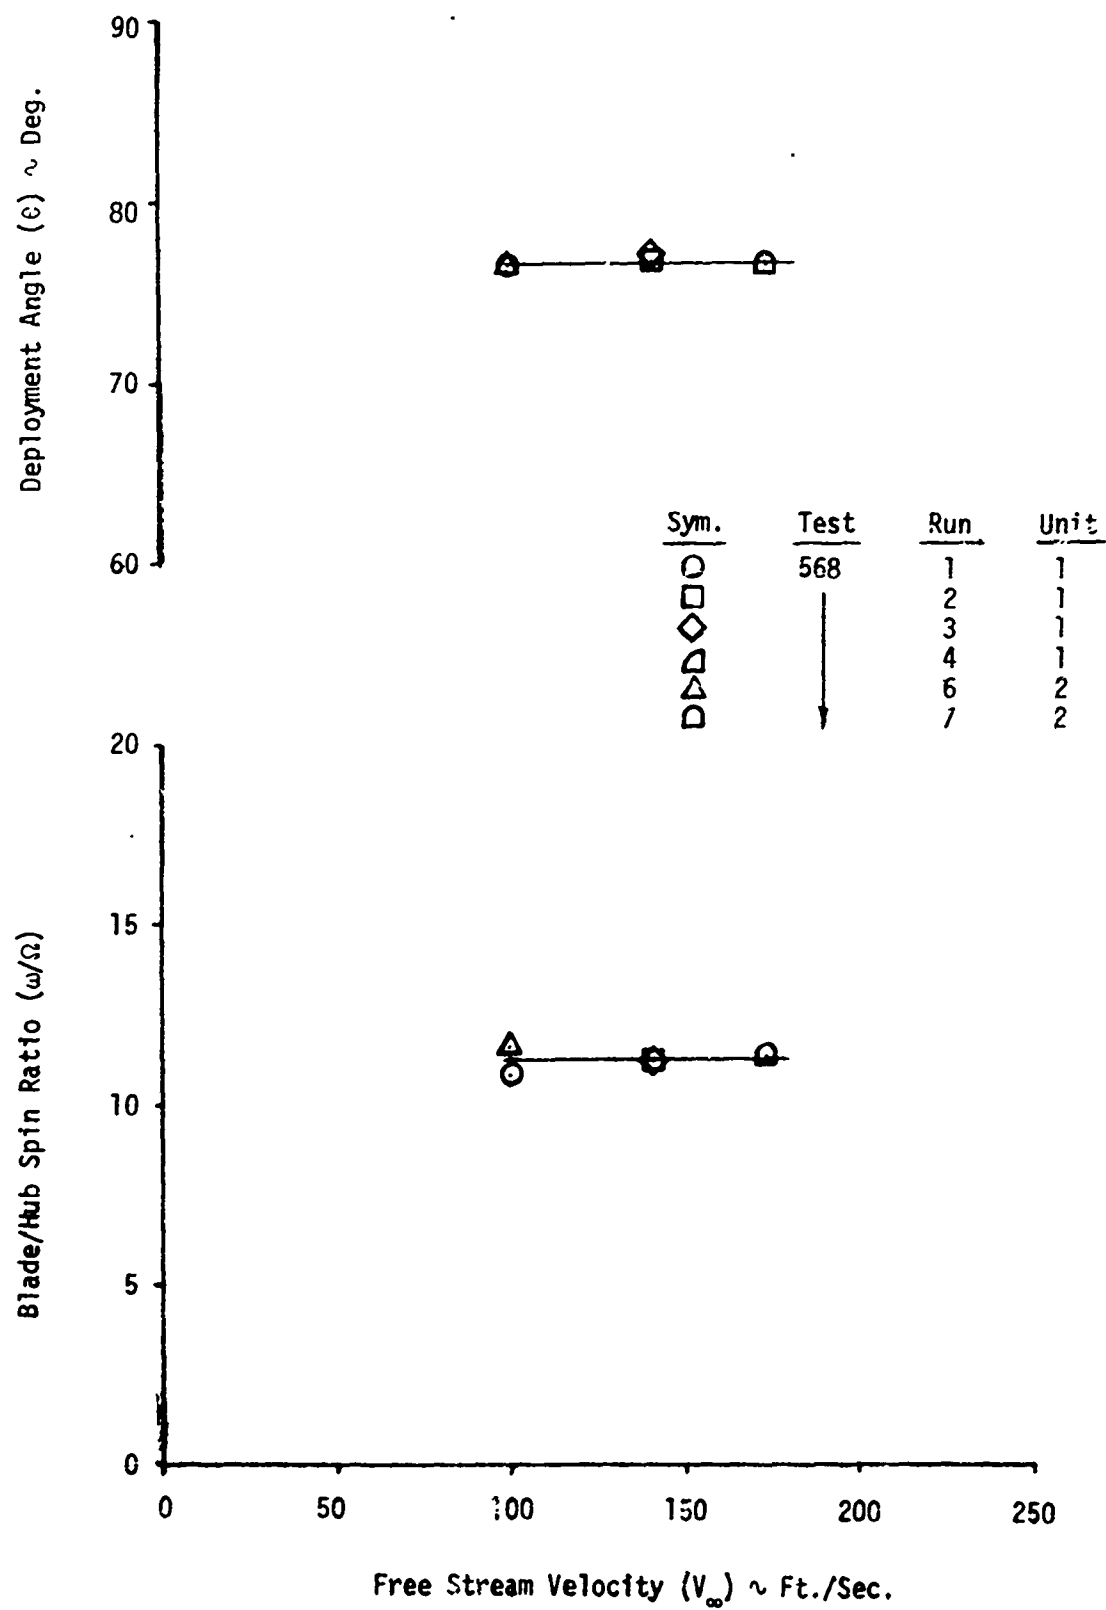 90
80
70
60
Deployment Angle (θ) ~ Deg.
Sym. Test Run Unit
568 1 1
2 1
3 1
4 1
6 2
7 2
20
15
10
5
0
Blade/Hub Spin Ratio (ω/Ω)
0 50 100 150 200 250
Free Stream Velocity (V∞) ~ Ft./Sec.